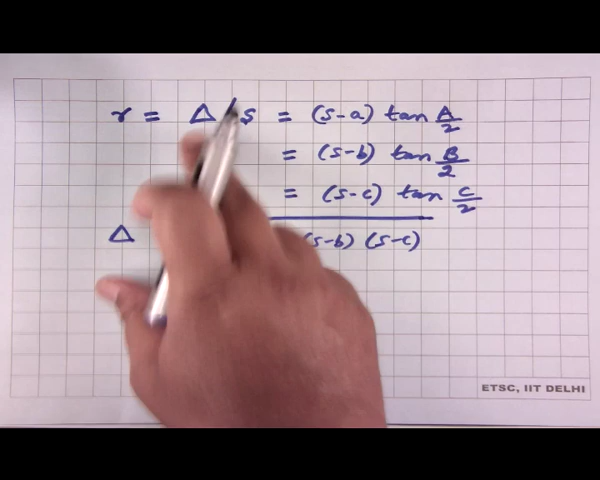 r = Δ / s = (s-a) tan A/2
= (s-b) tan B/2
= (s-c) tan C/2
Δ (s-b) (s-c)
ETSC, IIT DELHI